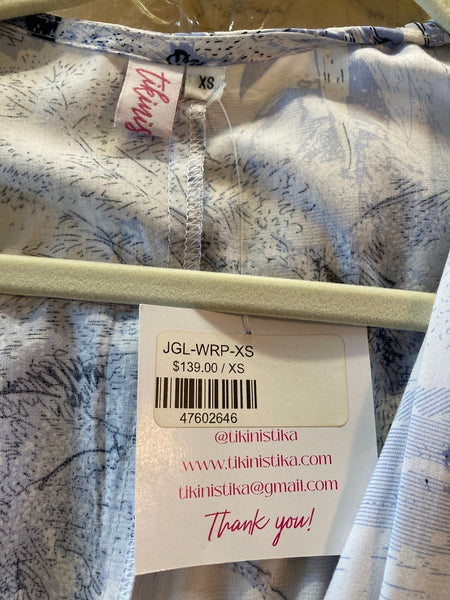 tikinis
XS
JGL-WRP-XS
$139.00 / XS
47602646
@tikinistika
www.tikinistika.com
tikinistika@gmail.com
Thank you!